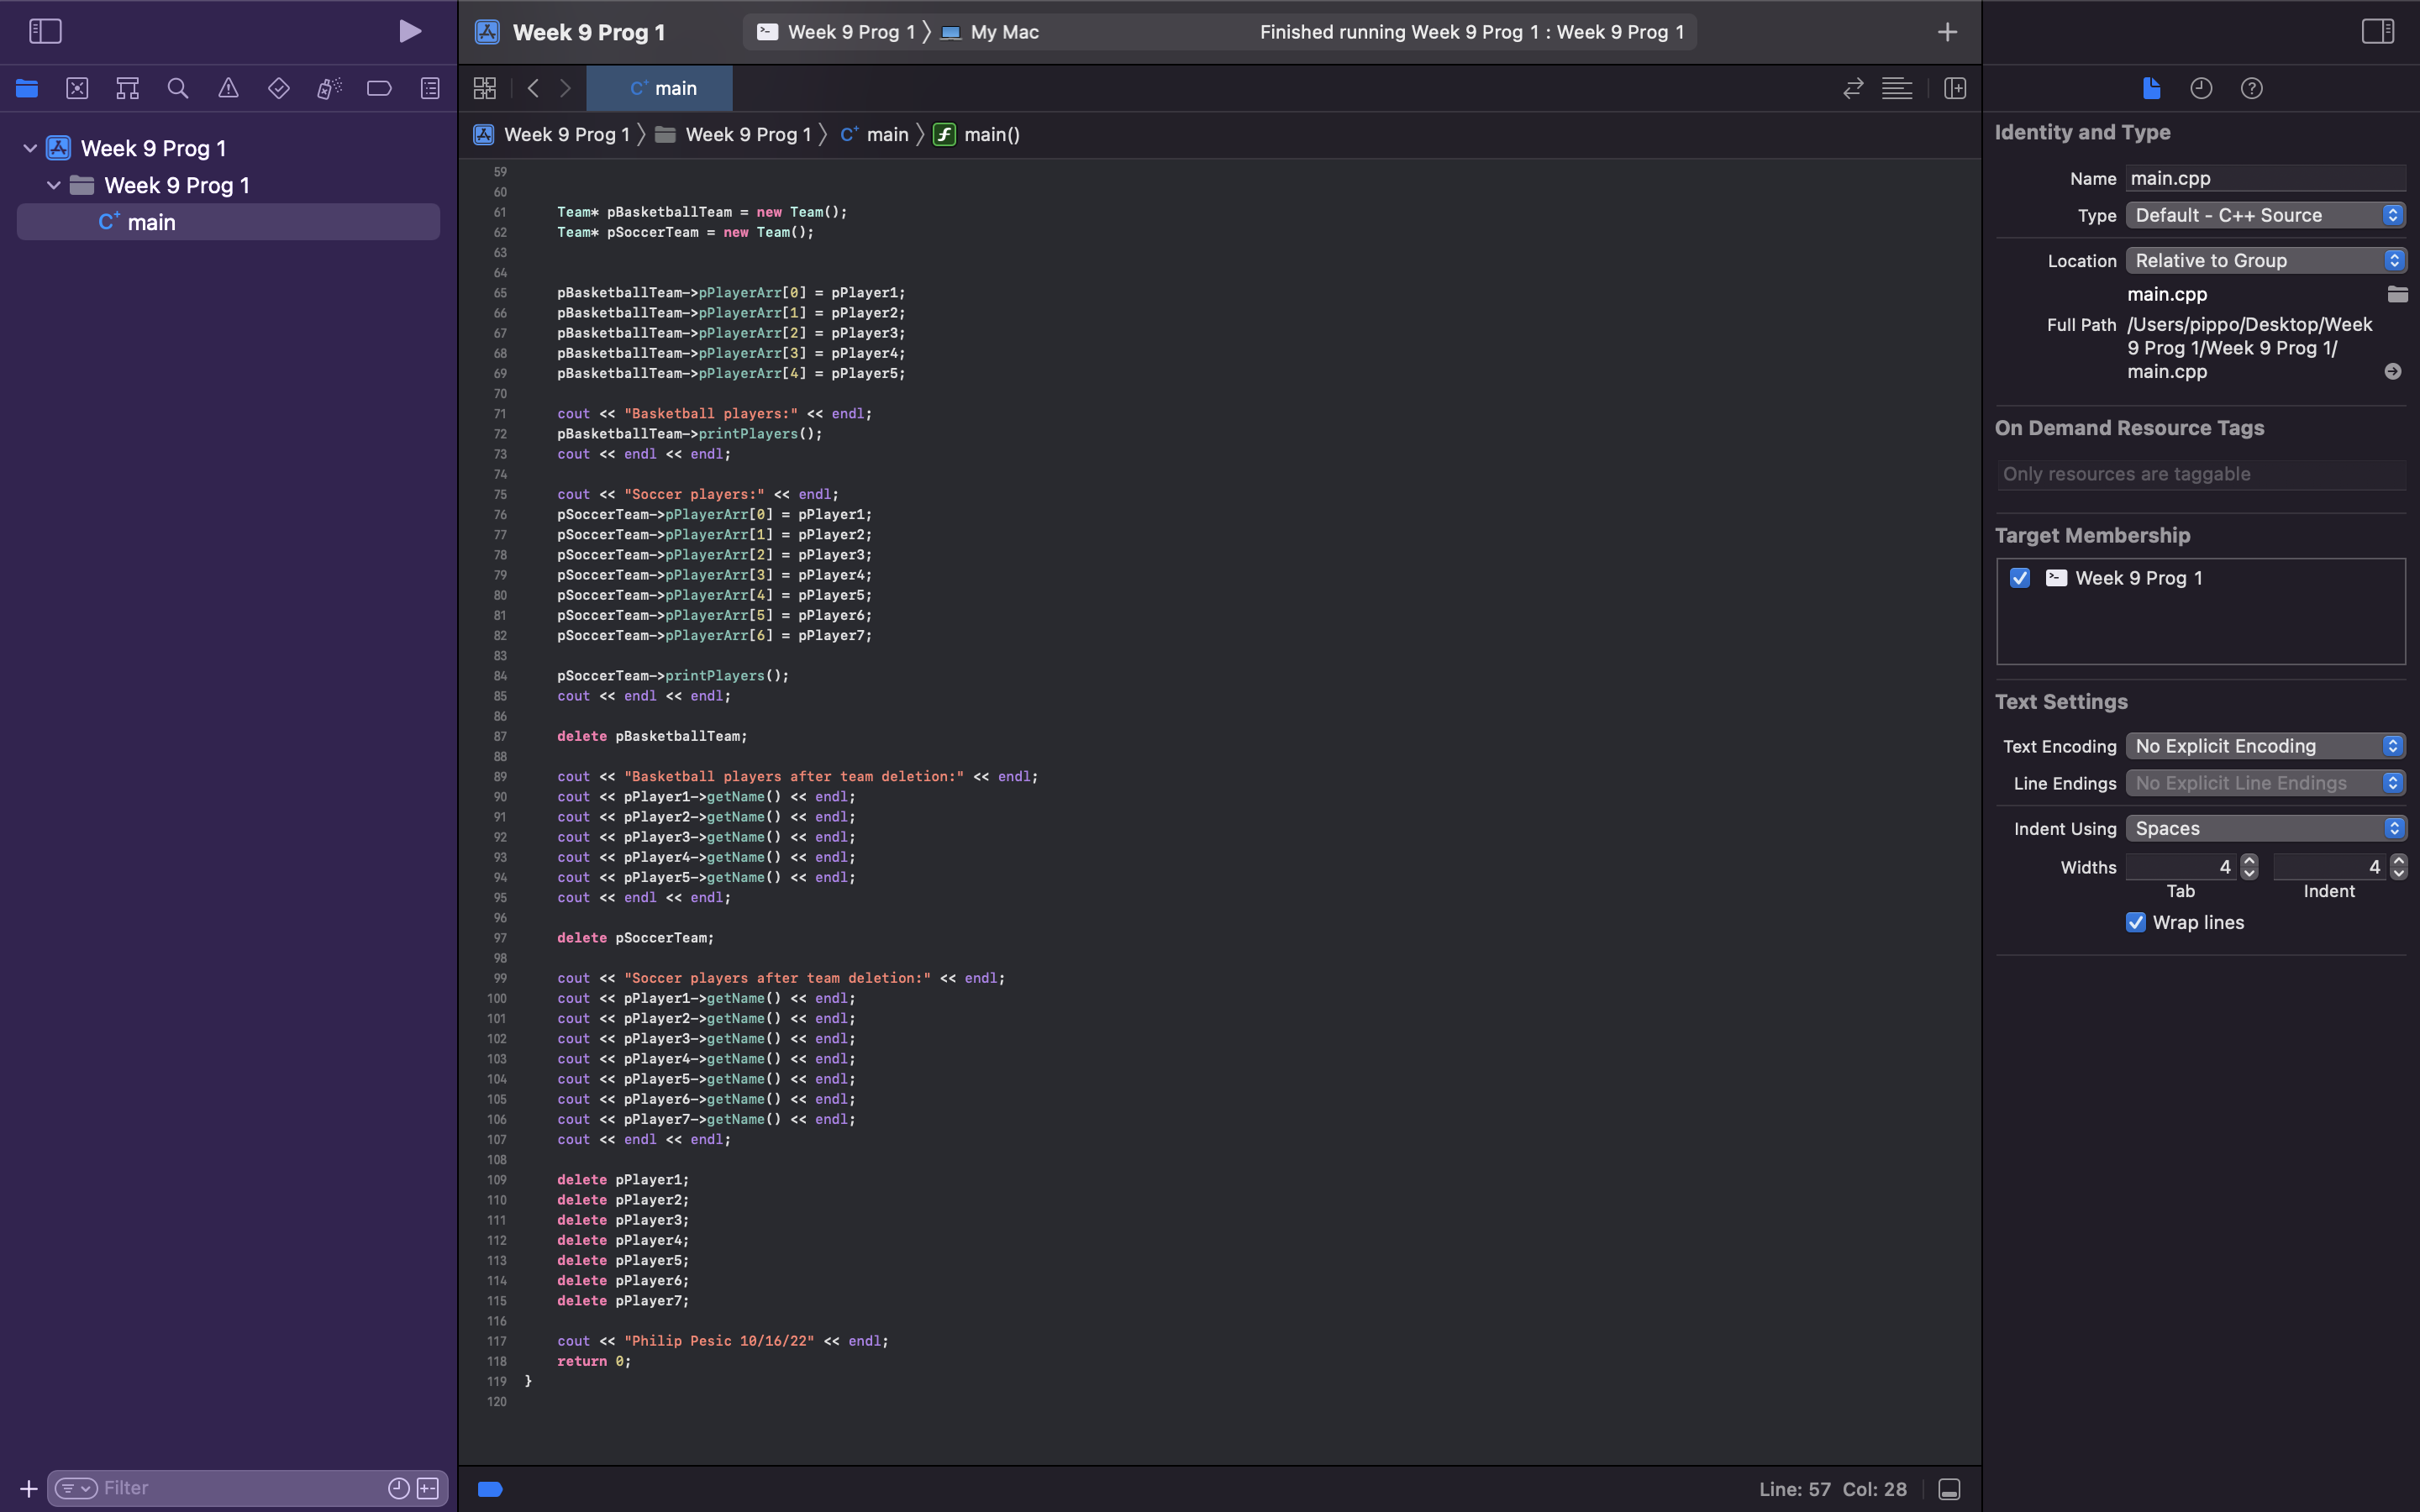 Week 9 Prog 1
Week 9 Prog 1 〉 My Mac
Finished running Week 9 Prog 1 : Week 9 Prog 1
C+ main
Week 9 Prog 1 〉 Week 9 Prog 1 〉 C+ main 〉 f main()
Week 9 Prog 1
Week 9 Prog 1
C+ main
59
60
61 Team* pBasketballTeam = new Team();
62 Team* pSoccerTeam = new Team();
63
64
65 pBasketballTeam->pPlayerArr[0] = pPlayer1;
66 pBasketballTeam->pPlayerArr[1] = pPlayer2;
67 pBasketballTeam->pPlayerArr[2] = pPlayer3;
68 pBasketballTeam->pPlayerArr[3] = pPlayer4;
69 pBasketballTeam->pPlayerArr[4] = pPlayer5;
70
71 cout << "Basketball players:" << endl;
72 pBasketballTeam->printPlayers();
73 cout << endl << endl;
74
75 cout << "Soccer players:" << endl;
76 pSoccerTeam->pPlayerArr[0] = pPlayer1;
77 pSoccerTeam->pPlayerArr[1] = pPlayer2;
78 pSoccerTeam->pPlayerArr[2] = pPlayer3;
79 pSoccerTeam->pPlayerArr[3] = pPlayer4;
80 pSoccerTeam->pPlayerArr[4] = pPlayer5;
81 pSoccerTeam->pPlayerArr[5] = pPlayer6;
82 pSoccerTeam->pPlayerArr[6] = pPlayer7;
83
84 pSoccerTeam->printPlayers();
85 cout << endl << endl;
86
87 delete pBasketballTeam;
88
89 cout << "Basketball players after team deletion:" << endl;
90 cout << pPlayer1->getName() << endl;
91 cout << pPlayer2->getName() << endl;
92 cout << pPlayer3->getName() << endl;
93 cout << pPlayer4->getName() << endl;
94 cout << pPlayer5->getName() << endl;
95 cout << endl << endl;
96
97 delete pSoccerTeam;
98
99 cout << "Soccer players after team deletion:" << endl;
100 cout << pPlayer1->getName() << endl;
101 cout << pPlayer2->getName() << endl;
102 cout << pPlayer3->getName() << endl;
103 cout << pPlayer4->getName() << endl;
104 cout << pPlayer5->getName() << endl;
105 cout << pPlayer6->getName() << endl;
106 cout << pPlayer7->getName() << endl;
107 cout << endl << endl;
108
109 delete pPlayer1;
110 delete pPlayer2;
111 delete pPlayer3;
112 delete pPlayer4;
113 delete pPlayer5;
114 delete pPlayer6;
115 delete pPlayer7;
116
117 cout << "Philip Pesic 10/16/22" << endl;
118 return 0;
119 }
120
Identity and Type
Name main.cpp
Type Default - C++ Source
Location Relative to Group
main.cpp
Full Path /Users/pippo/Desktop/Week
9 Prog 1/Week 9 Prog 1/
main.cpp
On Demand Resource Tags
Only resources are taggable
Target Membership
Week 9 Prog 1
Text Settings
Text Encoding No Explicit Encoding
Line Endings No Explicit Line Endings
Indent Using Spaces
Widths 4 4
Tab Indent
Wrap lines
Filter
Line: 57 Col: 28